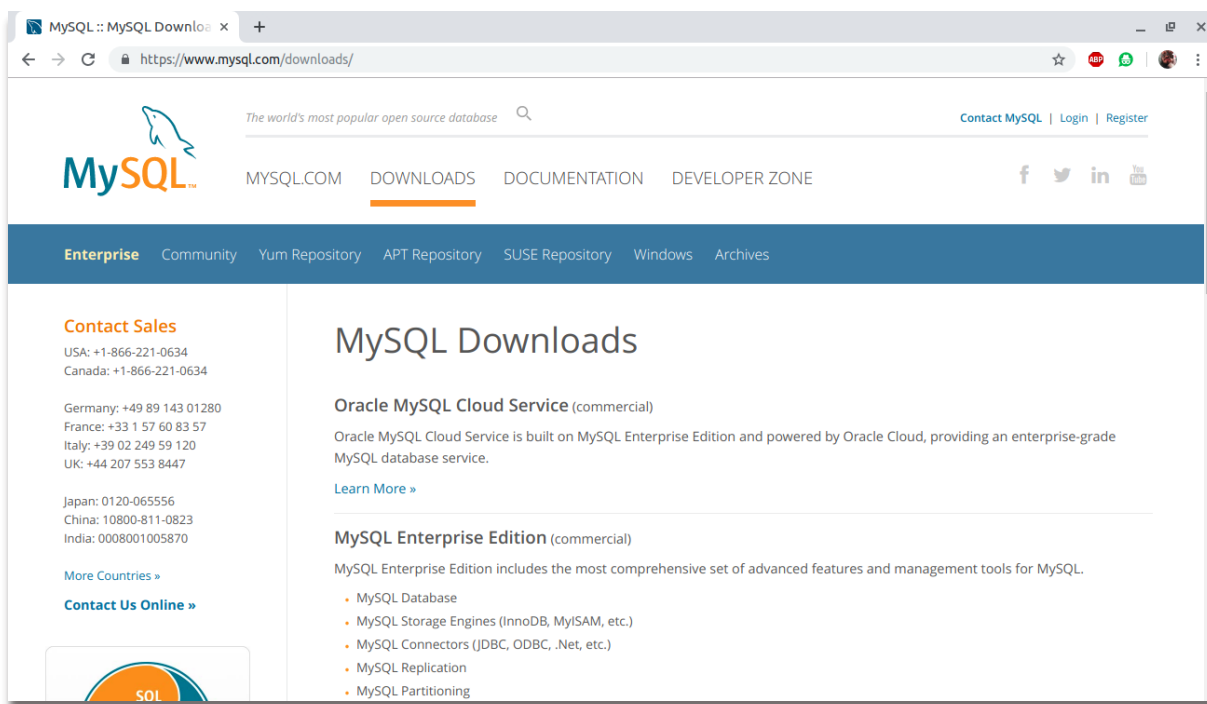 MySQL :: MySQL Downloa
https://www.mysql.com/downloads/
ABP
MySQL™
The world's most popular open source database
Contact MySQL | Login | Register
MYSQL.COM DOWNLOADS DOCUMENTATION DEVELOPER ZONE
f in You Tube
Enterprise Community Yum Repository APT Repository SUSE Repository Windows Archives
Contact Sales
USA: +1-866-221-0634
Canada: +1-866-221-0634
Germany: +49 89 143 01280
France: +33 1 57 60 83 57
Italy: +39 02 249 59 120
UK: +44 207 553 8447
Japan: 0120-065556
China: 10800-811-0823
India: 0008001005870
More Countries »
Contact Us Online »
SQL
MySQL Downloads
Oracle MySQL Cloud Service (commercial)
Oracle MySQL Cloud Service is built on MySQL Enterprise Edition and powered by Oracle Cloud, providing an enterprise-grade
MySQL database service.
Learn More »
MySQL Enterprise Edition (commercial)
MySQL Enterprise Edition includes the most comprehensive set of advanced features and management tools for MySQL.
• MySQL Database
• MySQL Storage Engines (InnoDB, MyISAM, etc.)
• MySQL Connectors (JDBC, ODBC, .Net, etc.)
• MySQL Replication
• MySQL Partitioning